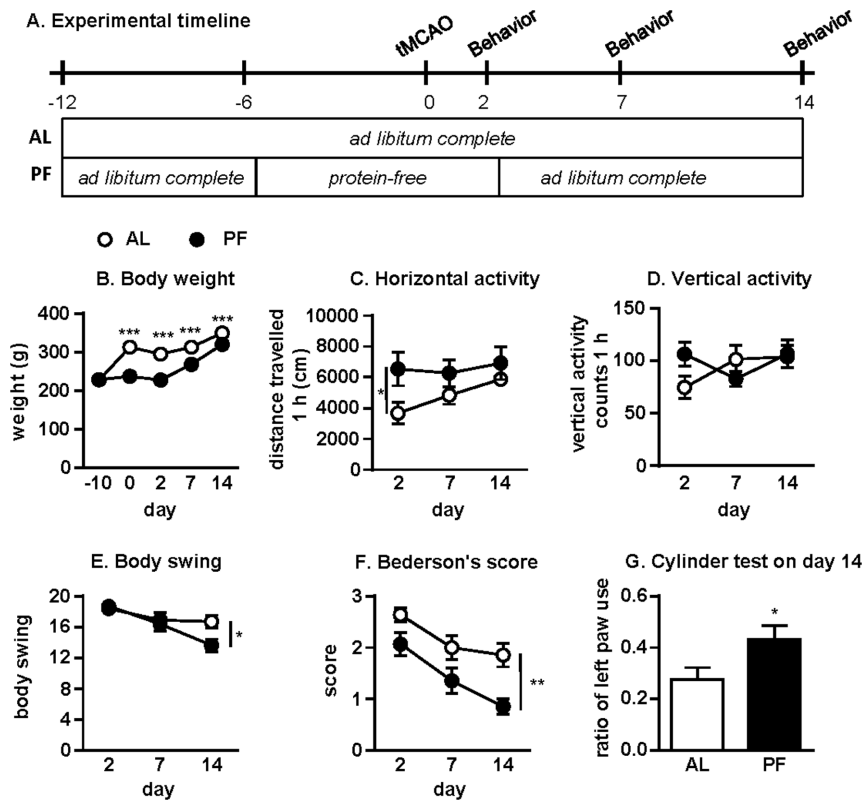 A. Experimental timeline
tMCAO
Behavior
Behavior
Behavior
-12 -6 0 2 7 14
AL ad libitum complete
PF ad libitum complete protein-free ad libitum complete
AL PF
B. Body weight
weight (g)
400
300
200
100
0
*** *** *** ***
-10 0 2 7 14
day
C. Horizontal activity
distance travelled
1 h (cm)
10000
8000
6000
4000
2000
0
*
2 7 14
day
D. Vertical activity
vertical activity
counts 1 h
150
100
50
0
2 7 14
day
E. Body swing
body swing
20
16
12
8
4
0
*
2 7 14
day
F. Bederson's score
score
3
2
1
0
**
2 7 14
day
G. Cylinder test on day 14
ratio of left paw use
0.6
0.4
0.2
0.0
*
AL PF